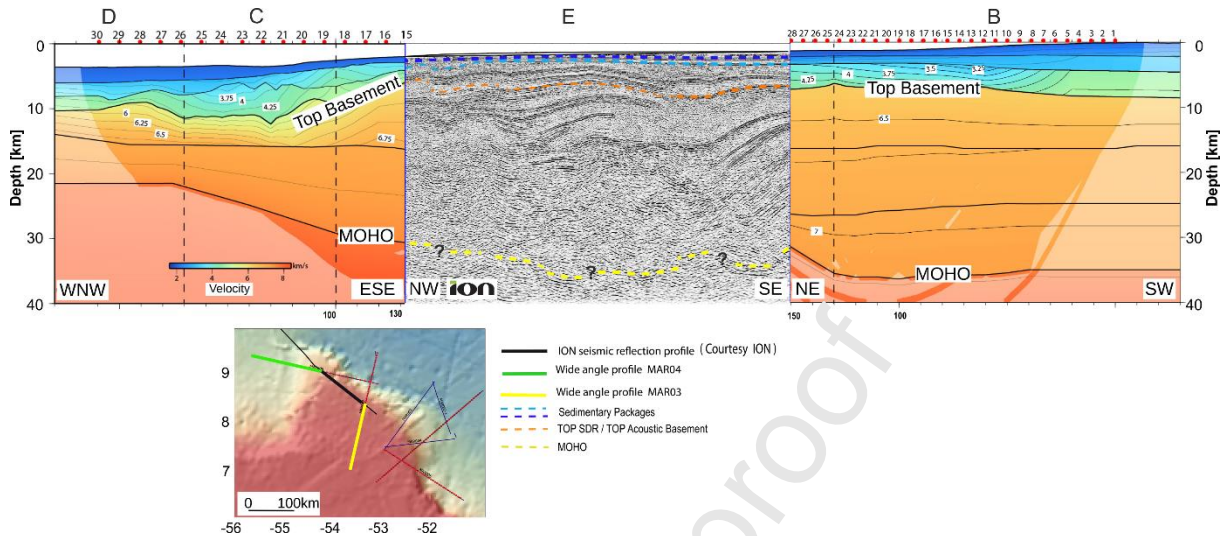 D C E B
30 29 28 27 26 25 24 23 22 21 20 19 18 17 16 15
28 27 26 25 24 23 22 21 20 19 18 17 16 15 14 13 12 11 10 9 8 7 6 5 4 3 2 1
Depth [km]
0
10
20
30
40
3.75
4
4.25
6
6.25
6.5
6.75
Top Basement
MOHO
km/s
2 4 6 8
Velocity
WNW
ESE
100 130
?
?
?
NW
ion
SE
4.25
4
3.75
3.5
3.25
Top Basement
6.5
7
MOHO
NE
SW
150 100
0
10
20
30
40
Depth [km]
9
8
7
0 100km
-56 -55 -54 -53 -52
ION seismic reflection profile ( Courtesy ION )
Wide angle profile MAR04
Wide angle profile MAR03
Sedimentary Packages
TOP SDR / TOP Acoustic Basement
MOHO
proof